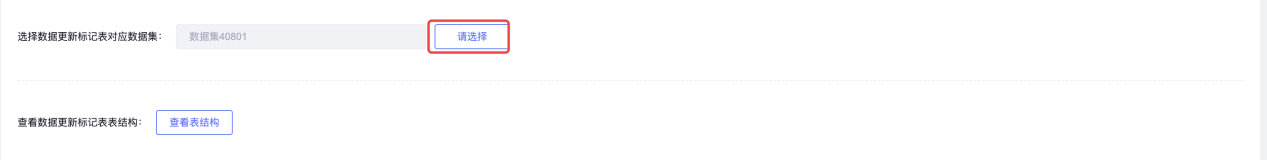 选择数据更新标记表对应数据集： 数据集40801 请选择
查看数据更新标记表表结构： 查看表结构